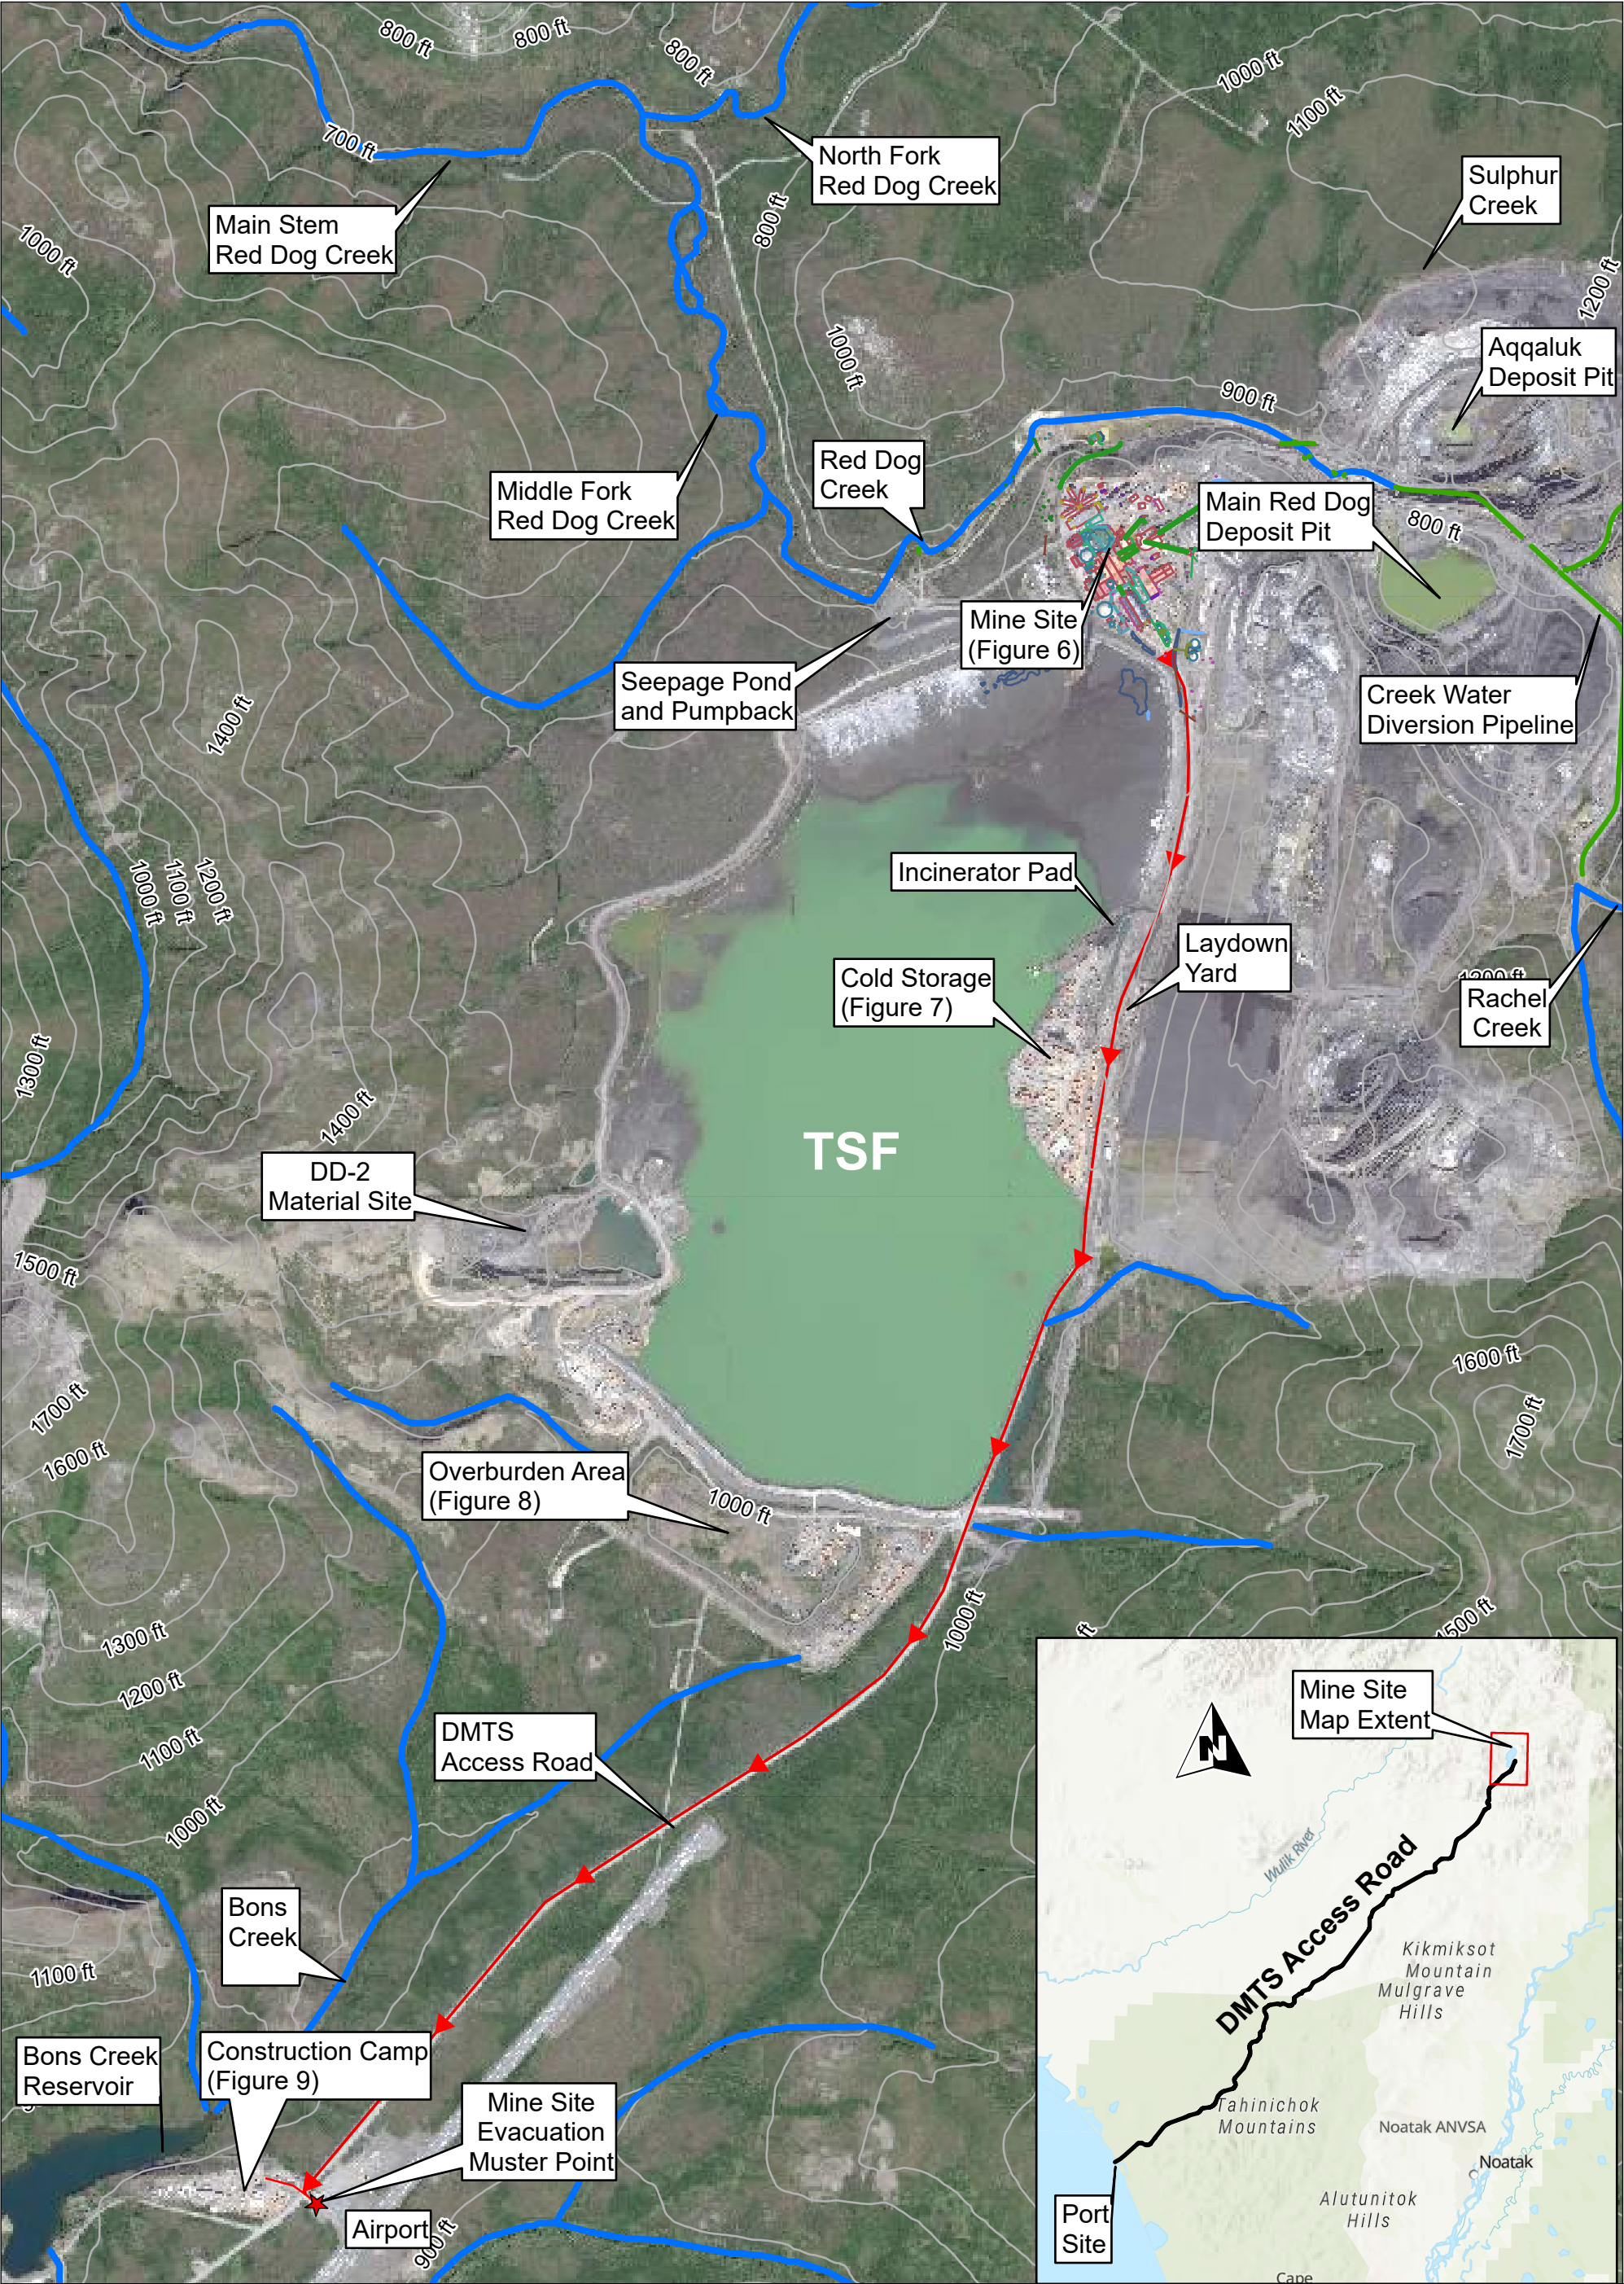 800 ft
800 ft
800 ft
1000 ft
1100 ft
700 ft
North Fork
Red Dog Creek
Sulphur
Creek
Main Stem
Red Dog Creek
800 ft
1000 ft
1200 ft
1000 ft
Aqqaluk
Deposit Pit
900 ft
Red Dog
Creek
Middle Fork
Red Dog Creek
Main Red Dog
Deposit Pit
800 ft
Mine Site
(Figure 6)
Seepage Pond
and Pumpback
Creek Water
Diversion Pipeline
1400 ft
1000 ft
1100 ft
1200 ft
Incinerator Pad
Laydown
Yard
Cold Storage
(Figure 7)
1200 ft
Rachel
Creek
1300 ft
1400 ft
TSF
DD-2
Material Site
1500 ft
1600 ft
1700 ft
1700 ft
1600 ft
Overburden Area
(Figure 8)
1000 ft
1300 ft
1000 ft
ft
1500 ft
1200 ft
1100 ft
DMTS
Access Road
Mine Site
Map Extent
N
1000 ft
Wulik River
DMTS Access Road
Bons
Creek
1100 ft
Kikmiksot
Mountain
Mulgrave
Hills
Bons Creek
Reservoir
Construction Camp
(Figure 9)
Mine Site
Evacuation
Muster Point
Tahinichok
Mountains
Noatak ANVSA
Noatak
Airport
900 ft
Port
Site
Alutunitok
Hills
Cape